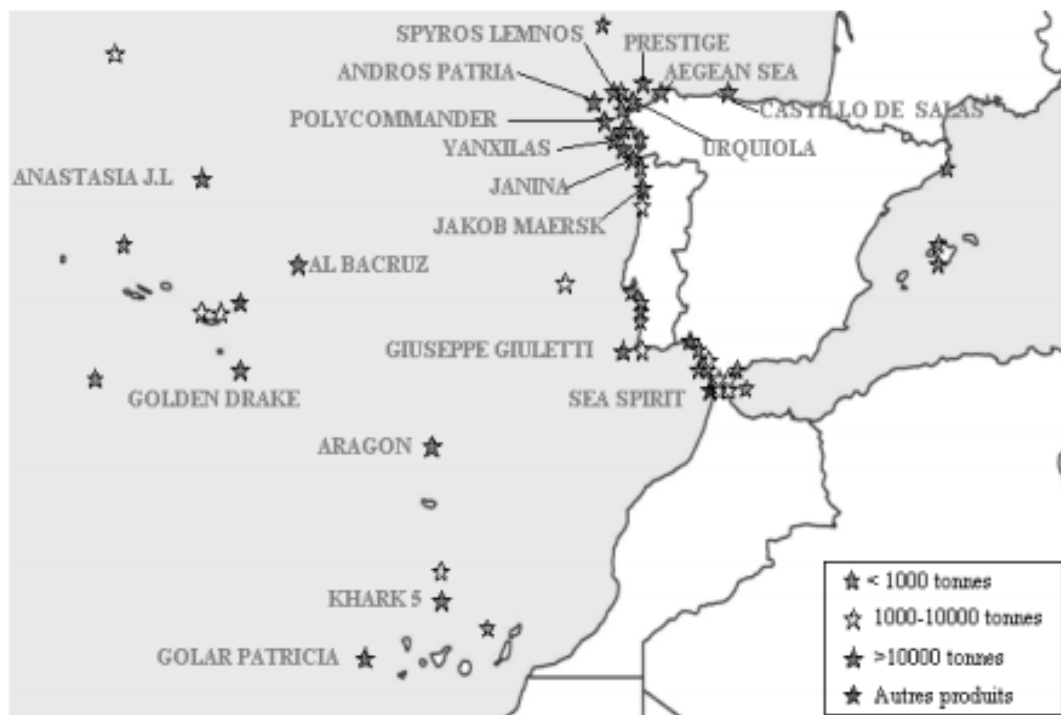 SPYROS LEMNOS
PRESTIGE
ANDROS PATRIA
AEGEAN SEA
CASTILLO DE SALAS
POLYCOMMANDER
URQUIOLA
YANXILAS
ANASTASIA J.L
JANINA
JAKOB MAERSK
AL BACRUZ
GIUSEPPE GIULETTI
GOLDEN DRAKE
SEA SPIRIT
ARAGON
KHARK 5
GOLAR PATRICIA
< 1000 tonnes
1000-10000 tonnes
>10000 tonnes
Autres produits